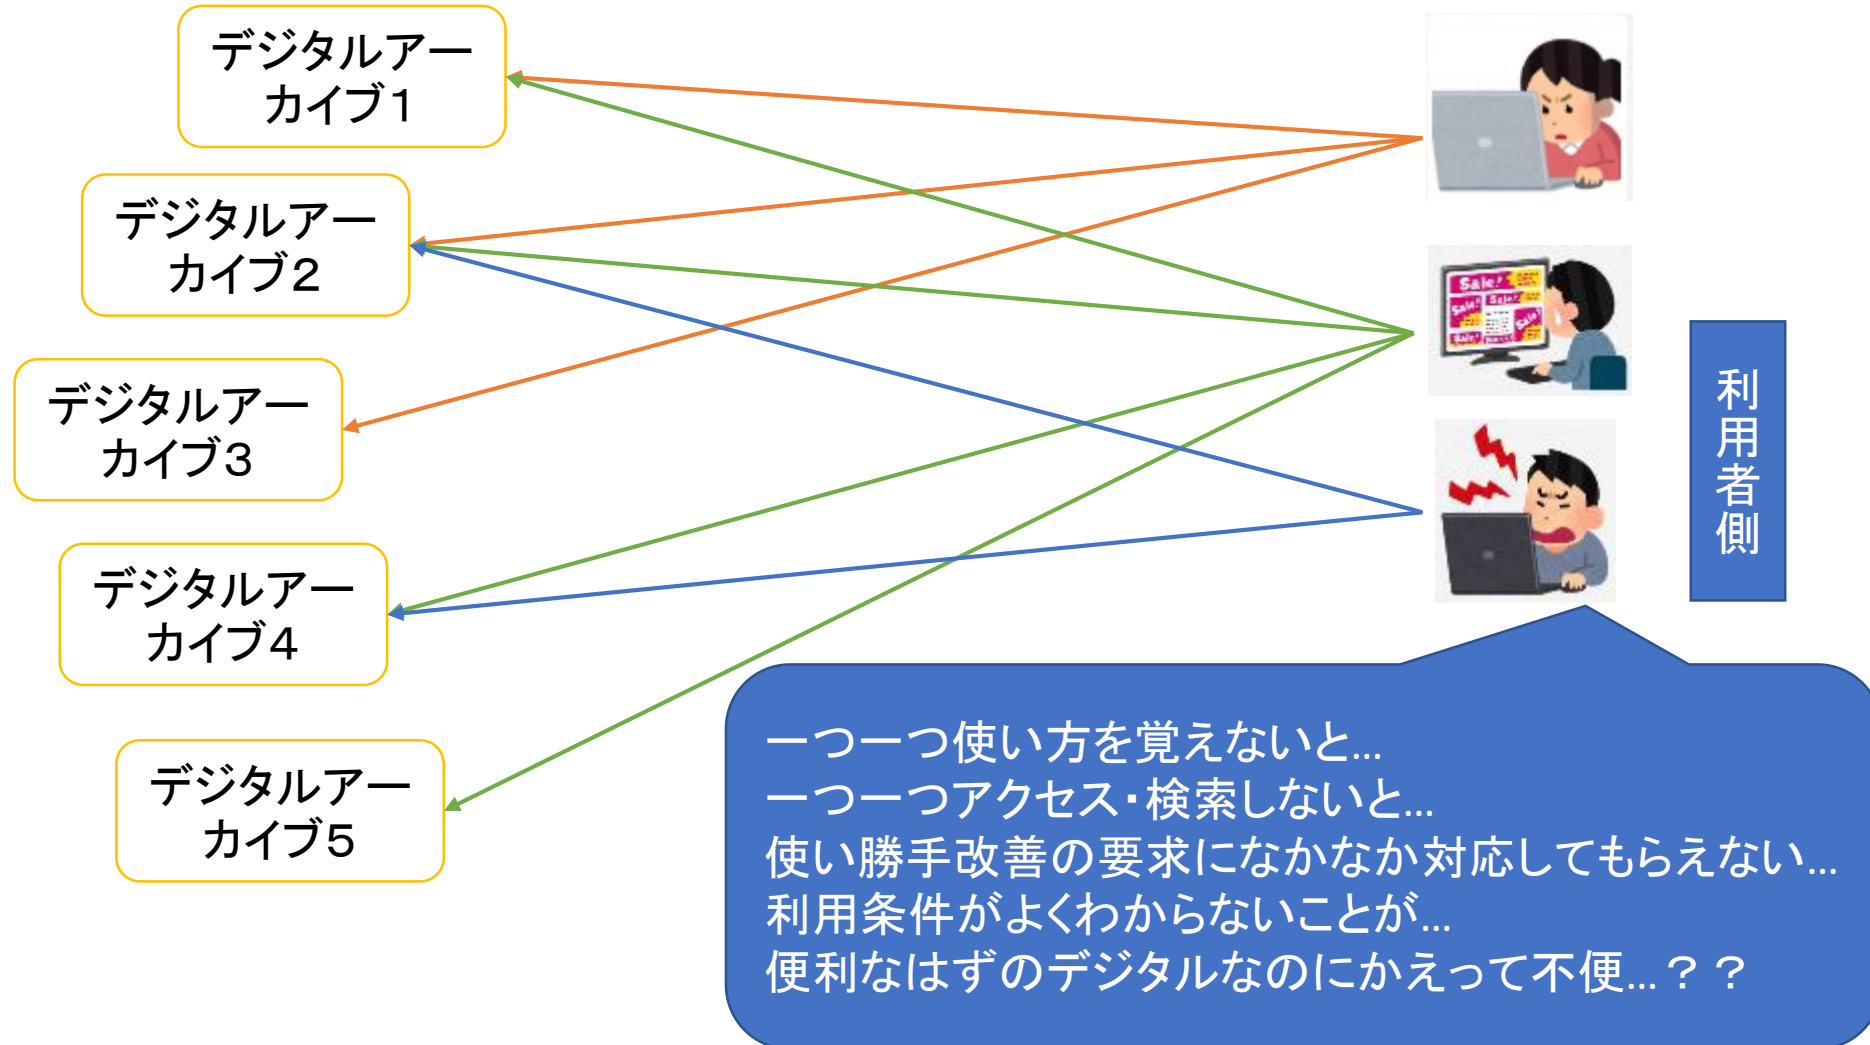 デジタルアー
カイブ１
デジタルアー
カイブ２
デジタルアー
カイブ３
デジタルアー
カイブ４
デジタルアー
カイブ５
Sale!
Sale!
Sale!
Sale!
Sale!
Sale!
利用者側
一つ一つ使い方を覚えないと…
一つ一つアクセス・検索しないと…
使い勝手改善の要求になかなか対応してもらえない…
利用条件がよくわからないことが…
便利なはずのデジタルなのにかえって不便…？？